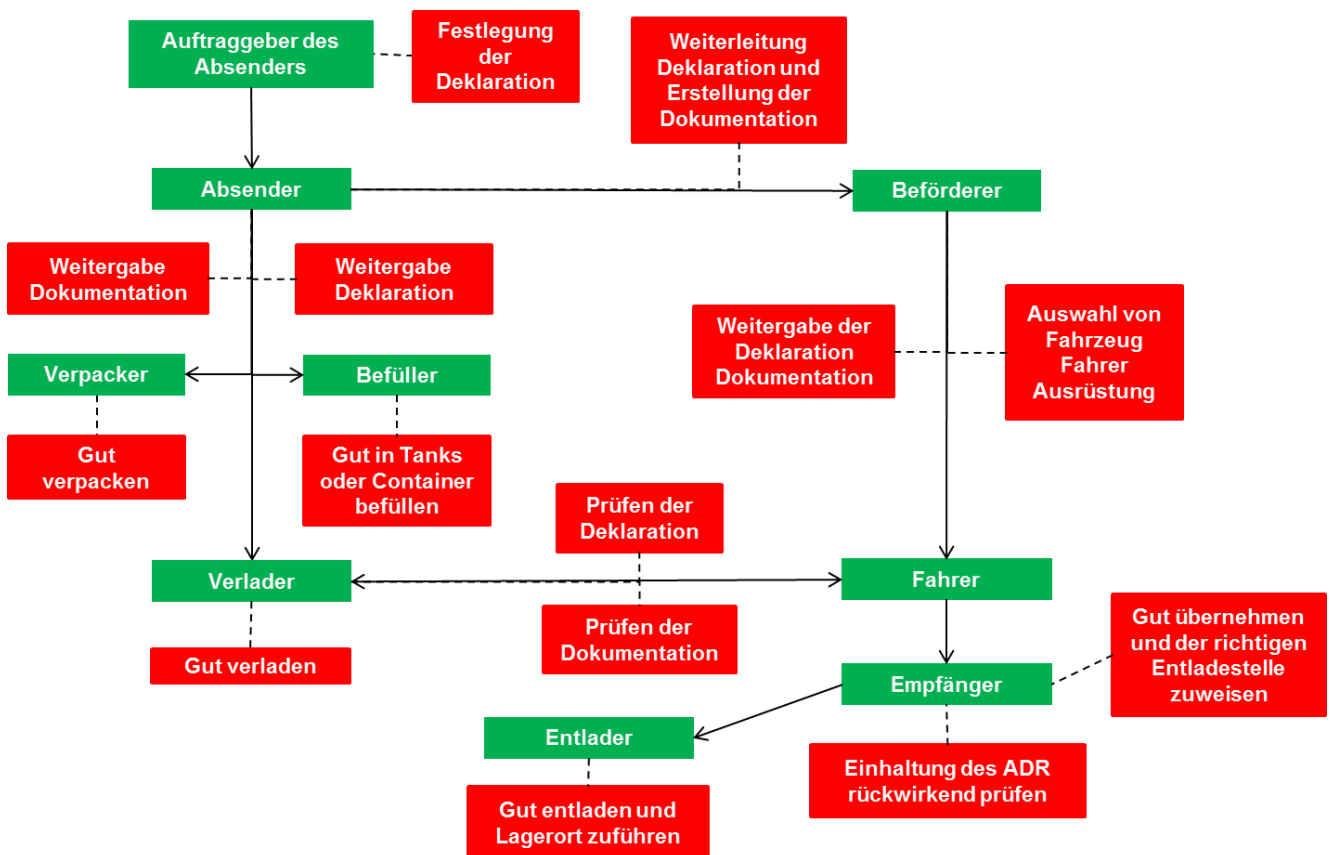 Auftraggeber des
Absenders
Festlegung
der
Deklaration
Weiterleitung
Deklaration und
Erstellung der
Dokumentation
Absender
Beförderer
Weitergabe
Dokumentation
Weitergabe
Deklaration
Weitergabe der
Deklaration
Dokumentation
Auswahl von
Fahrzeug
Fahrer
Ausrüstung
Verpacker
Befüller
Gut
verpacken
Gut in Tanks
oder Container
befüllen
Prüfen der
Deklaration
Verlader
Fahrer
Prüfen der
Dokumentation
Gut verladen
Gut übernehmen
und der richtigen
Entladestelle
zuweisen
Empfänger
Entlader
Einhaltung des ADR
rückwirkend prüfen
Gut entladen und
Lagerort zuführen